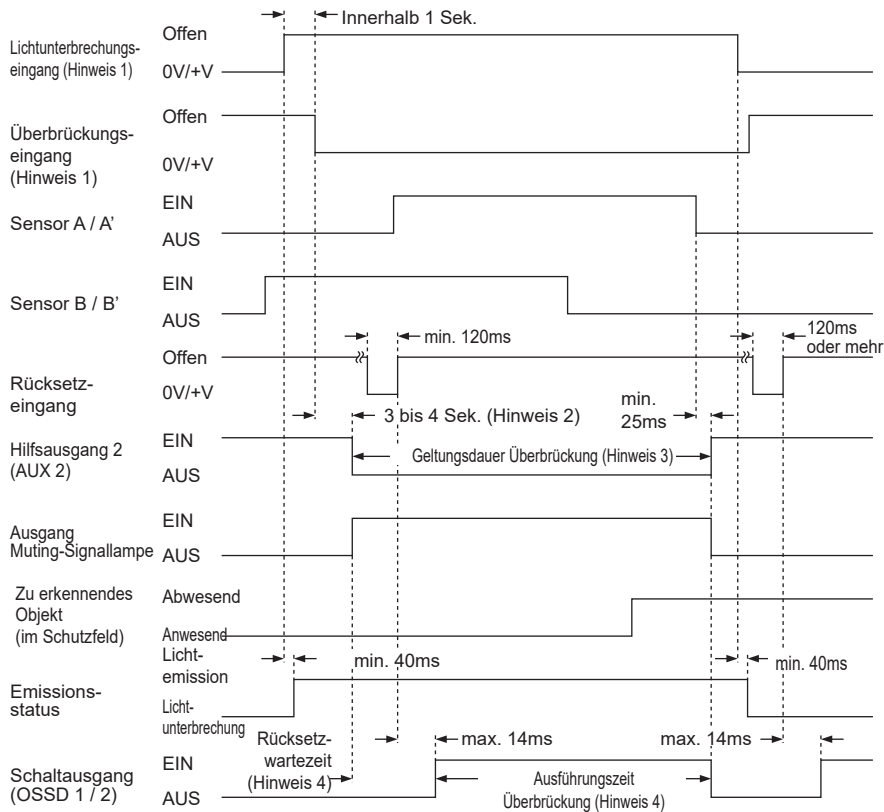 Innerhalb 1 Sek.
Lichtunterbrechungs-
eingang (Hinweis 1)
Offen
0V/+V
Überbrückungs-
eingang
(Hinweis 1)
Offen
0V/+V
Sensor A / A’
EIN
AUS
Sensor B / B’
EIN
AUS
min. 120ms
120ms
oder mehr
Rücksetz-
eingang
Offen
0V/+V
3 bis 4 Sek. (Hinweis 2)
min.
25ms
Hilfsausgang 2
(AUX 2)
EIN
AUS
Geltungsdauer Überbrückung (Hinweis 3)
Ausgang
Muting-Signallampe
EIN
AUS
Zu erkennendes
Objekt
(im Schutzfeld)
Abwesend
Anwesend
Emissions-
status
Licht-
emission
Licht-
unterbrechung
min. 40ms
min. 40ms
Rücksetz-
wartezeit
(Hinweis 4)
max. 14ms
max. 14ms
Schaltausgang
(OSSD 1 / 2)
EIN
AUS
Ausführungszeit
Überbrückung (Hinweis 4)